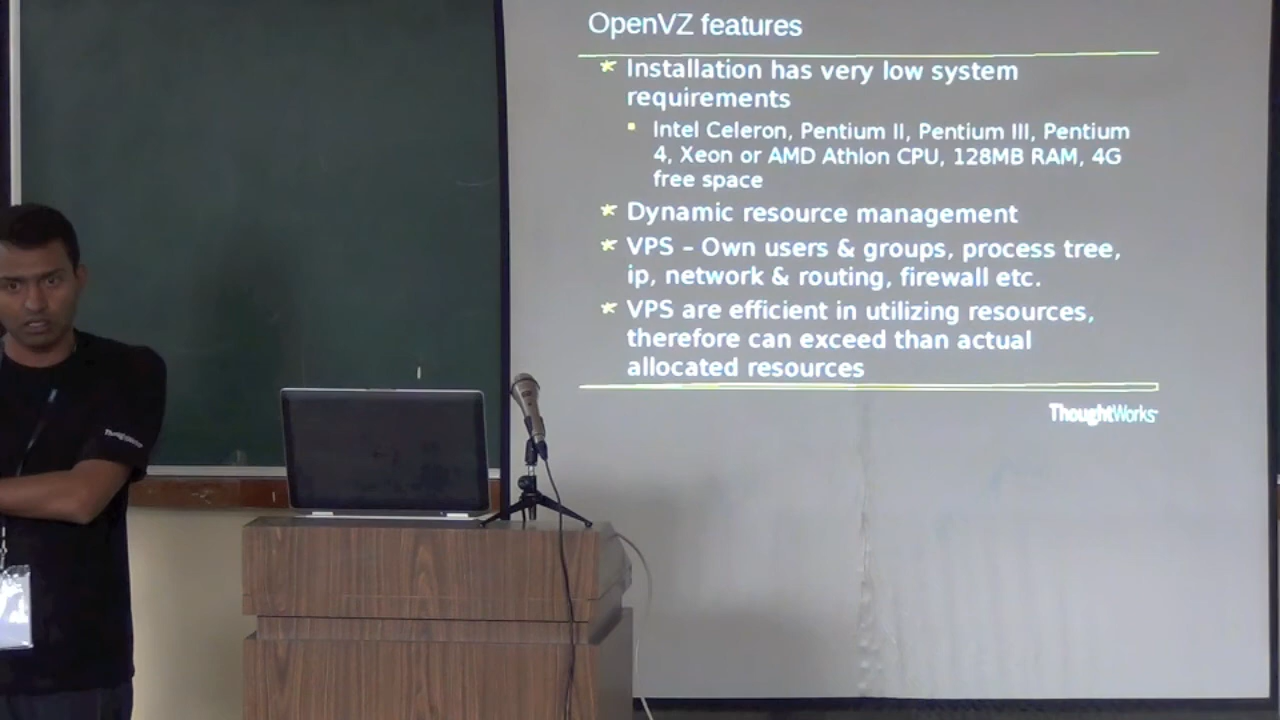 OpenVZ features
Installation has very low system
requirements
Intel Celeron, Pentium II, Pentium III, Pentium
4, Xeon or AMD Athlon CPU, 128MB RAM, 4G
free space
Dynamic resource management
VPS – Own users & groups, process tree,
ip, network & routing, firewall etc.
VPS are efficient in utilizing resources,
therefore can exceed than actual
allocated resources
ThoughtWorks
ThoughtWorks